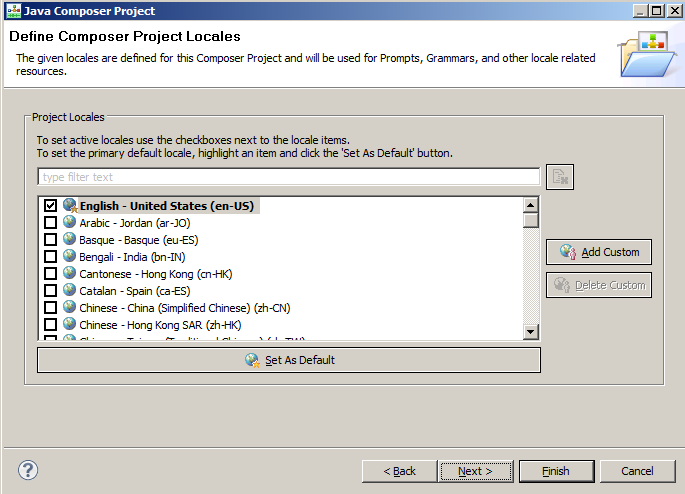 Java Composer Project
Define Composer Project Locales
The given locales are defined for this Composer Project and will be used for Prompts, Grammars, and other locale related
resources.
Project Locales
To set active locales use the checkboxes next to the locale items.
To set the primary default locale, highlight an item and click the 'Set As Default' button.
type filter text
English - United States (en-US)
Arabic - Jordan (ar-JO)
Basque - Basque (eu-ES)
Bengali - India (bn-IN)
Cantonese - Hong Kong (cn-HK)
Catalan - Spain (ca-ES)
Chinese - China (Simplified Chinese) (zh-CN)
Chinese - Hong Kong SAR (zh-HK)
Add Custom
Delete Custom
Set As Default
?
< Back
Next >
Finish
Cancel